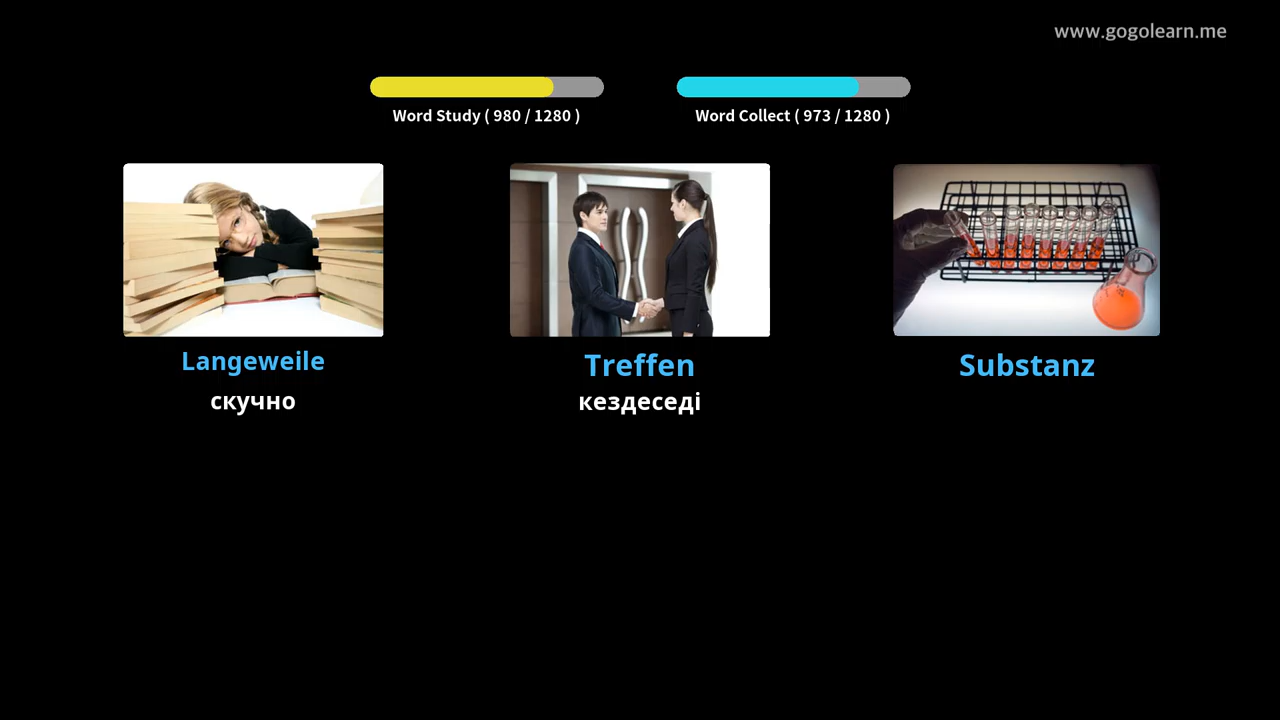 www.gogolearn.me
Word Study ( 980 / 1280 )
Word Collect ( 973 / 1280 )
Langeweile
скучно
Treffen
кездеседі
Substanz